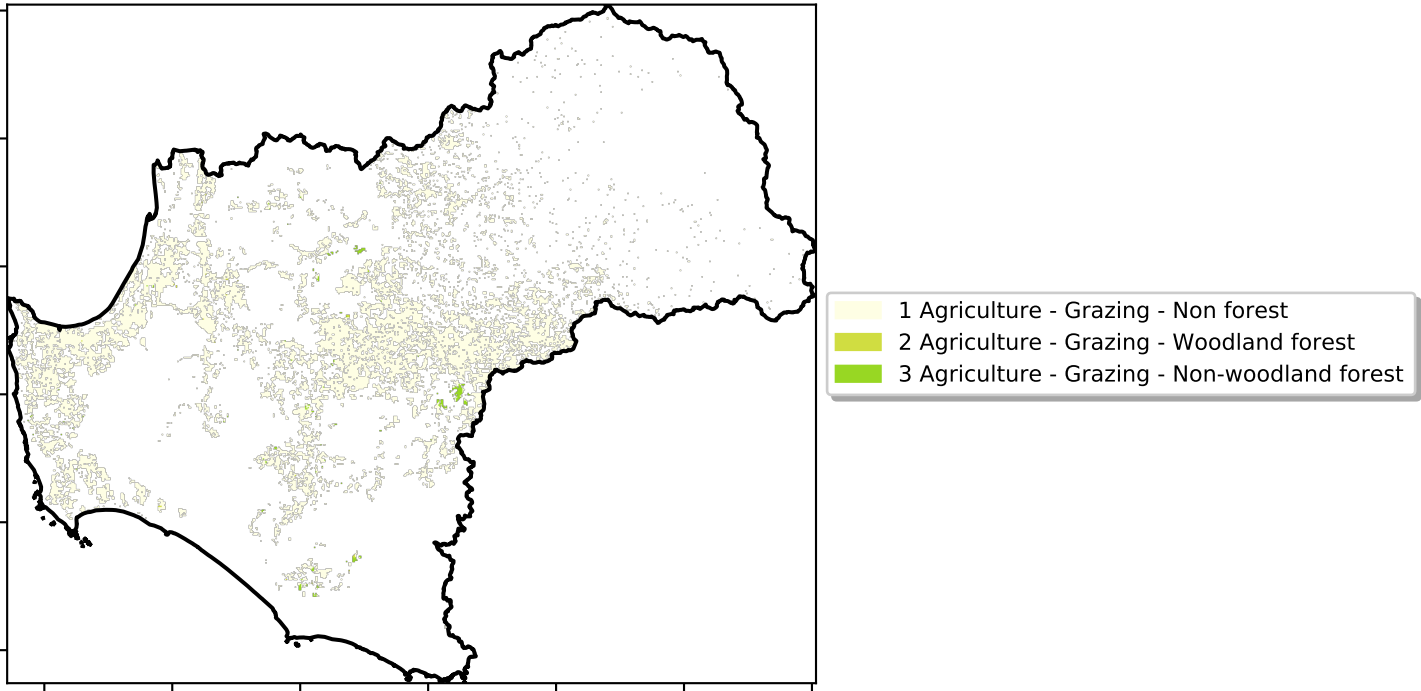 1 Agriculture - Grazing - Non forest
2 Agriculture - Grazing - Woodland forest
3 Agriculture - Grazing - Non-woodland forest